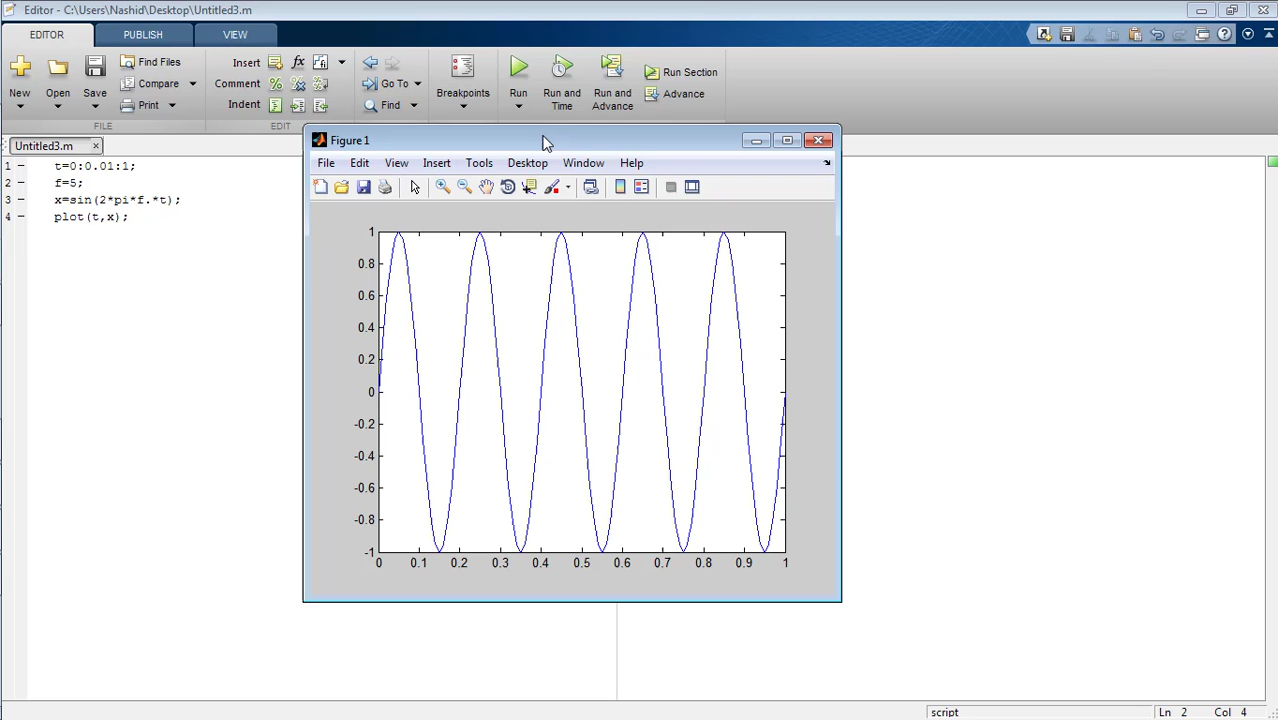 Editor - C:\Users\Nashid\Desktop\Untitled3.m
EDITOR PUBLISH VIEW
New Open Save Find Files Compare Print
FILE
Insert fx
Comment
Indent
EDIT
Go To
Find
Breakpoints
Run
Run and Time
Run and Advance
Run Section
Advance
Untitled3.m
1 t=0:0.01:1;
2 f=5;
3 x=sin(2*pi*f.*t);
4 plot(t,x);
Figure 1
File Edit View Insert Tools Desktop Window Help
1
0.8
0.6
0.4
0.2
0
-0.2
-0.4
-0.6
-0.8
-1
0 0.1 0.2 0.3 0.4 0.5 0.6 0.7 0.8 0.9 1
script Ln 2 Col 4